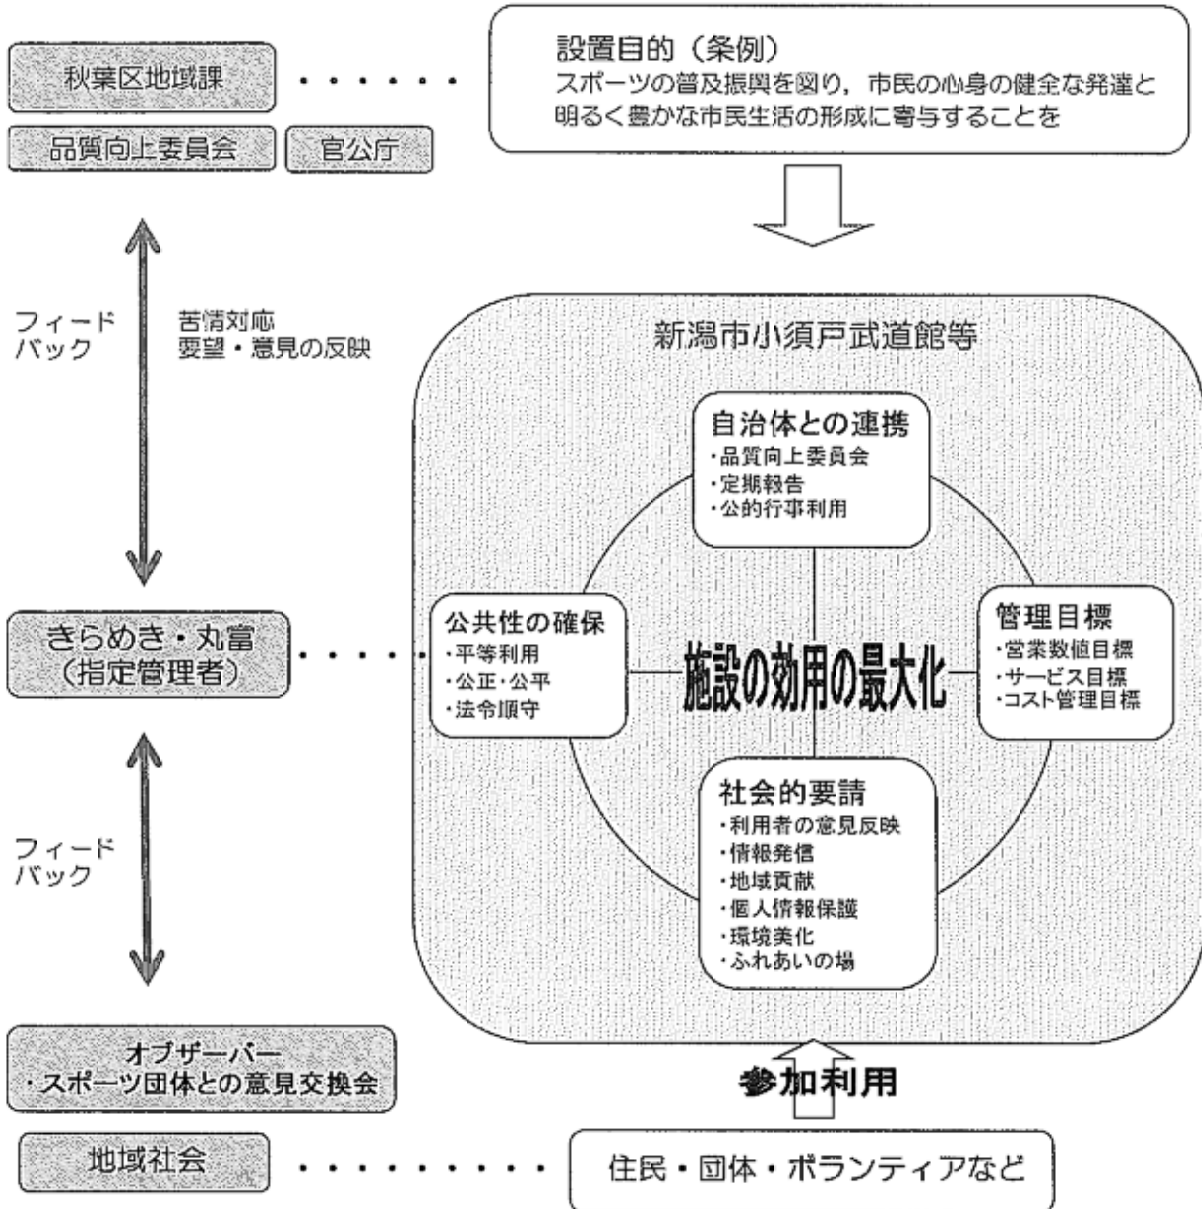 秋葉区地域課
品質向上委員会
官公庁
設置目的（条例）
スポーツの普及振興を図り，市民の心身の健全な発達と
明るく豊かな市民生活の形成に寄与することを
フィード
バック
苦情対応
要望・意見の反映
新潟市小須戸武道館等
自治体との連携
・品質向上委員会
・定期報告
・公的行事利用
きらめき・丸富
（指定管理者）
公共性の確保
・平等利用
・公正・公平
・法令順守
施設の効用の最大化
管理目標
・営業数値目標
・サービス目標
・コスト管理目標
社会的要請
・利用者の意見反映
・情報発信
・地域貢献
・個人情報保護
・環境美化
・ふれあいの場
フィード
バック
オブザーバー
・スポーツ団体との意見交換会
参加利用
地域社会
住民・団体・ボランティアなど